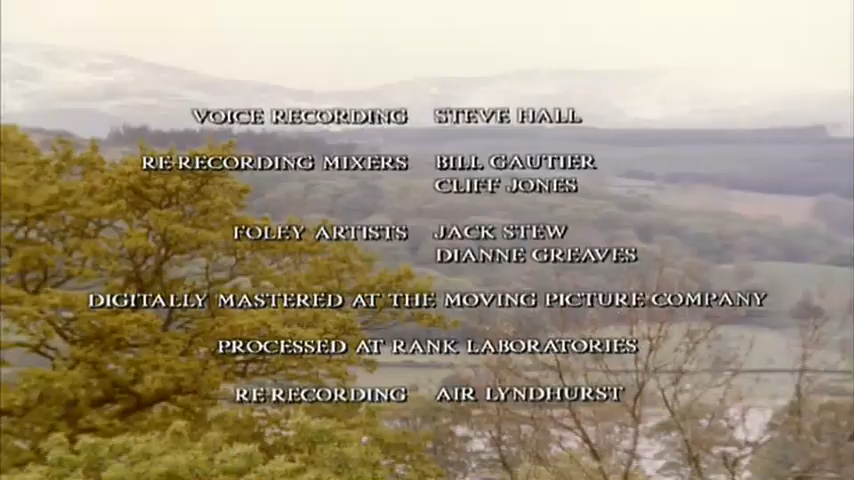 VOICE RECORDING STEVE HALL
RE-RECORDING MIXERS BILL GAUTIER
CLIFF JONES
FOLEY ARTISTS JACK STEW
DIANNE GREAVES
DIGITALLY MASTERED AT THE MOVING PICTURE COMPANY
PROCESSED AT RANK LABORATORIES
RE-RECORDING AIR LYNDHURST